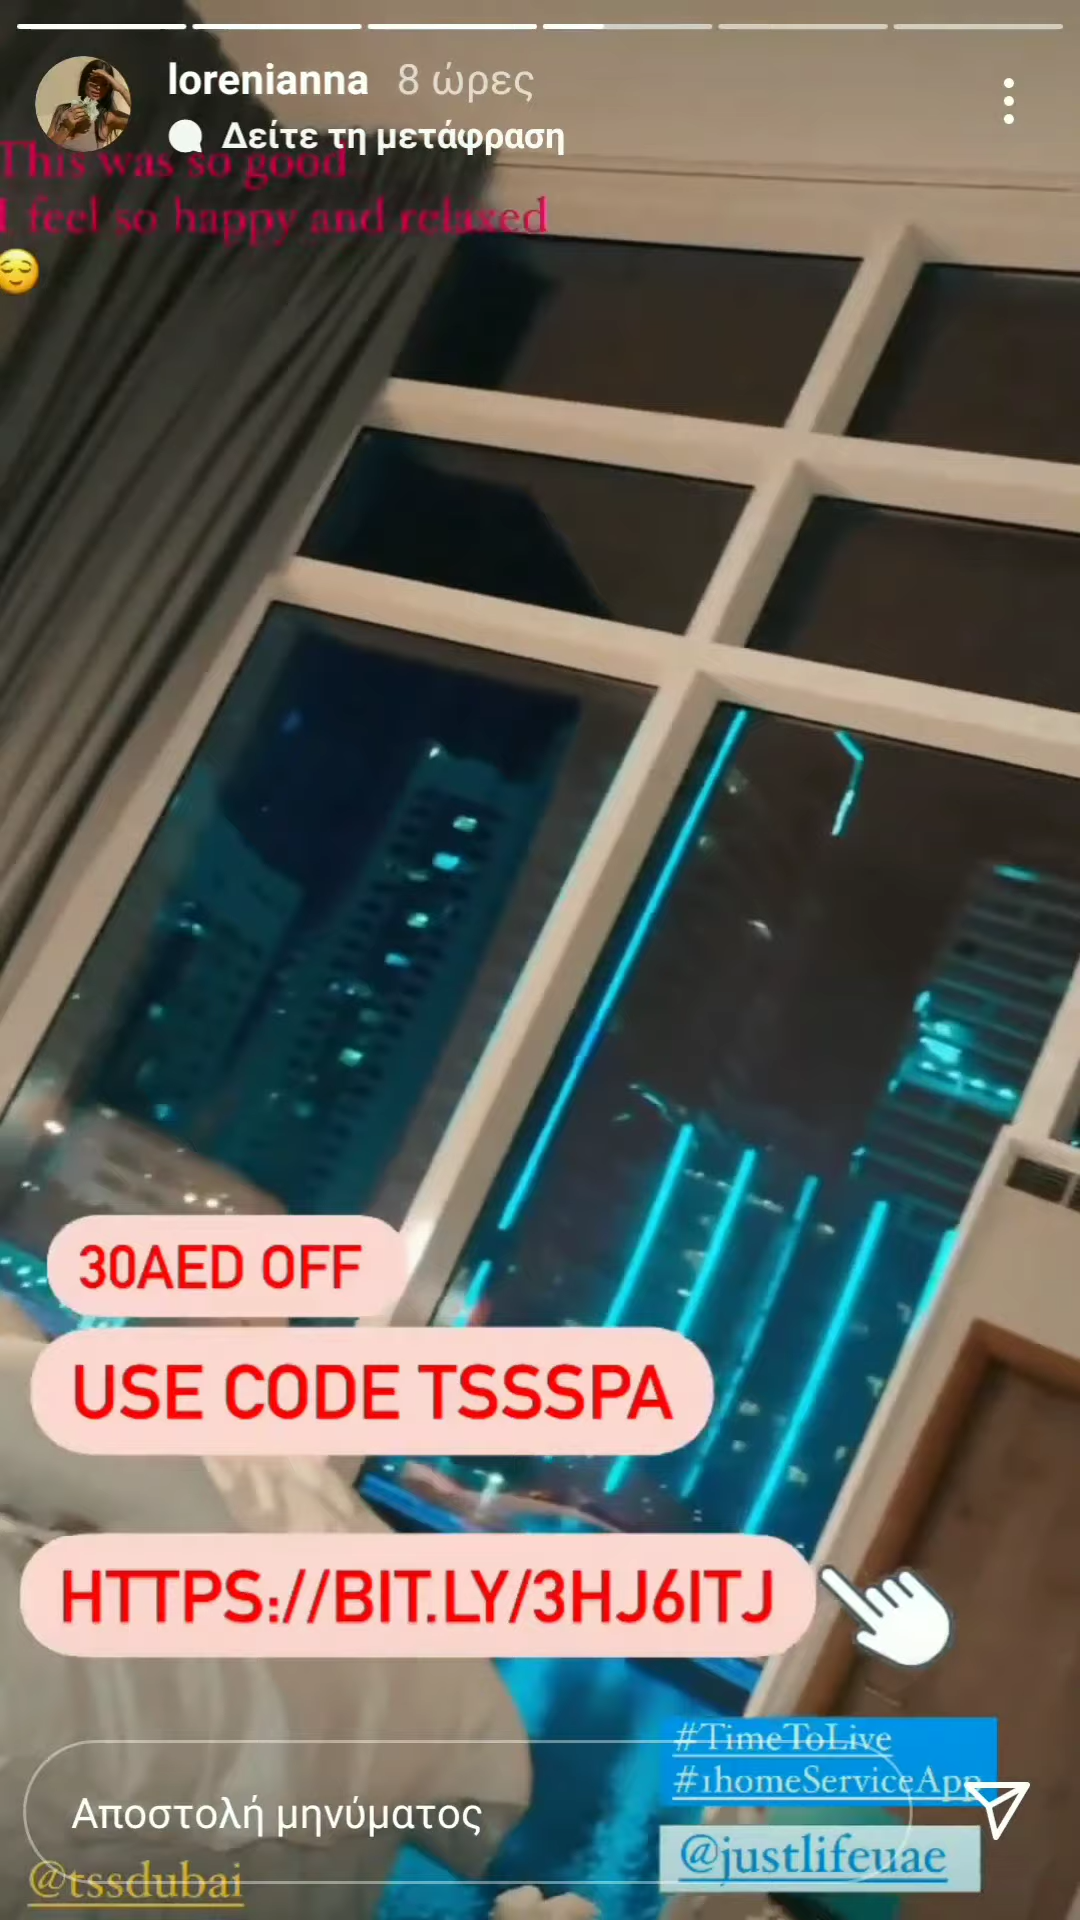 lorenianna 8 ώρες
Δείτε τη μετάφραση
This was so good
I feel so happy and relaxed
30AED OFF
USE CODE TSSSPA
HTTPS://BIT.LY/3HJ6ITJ
#TimeToLive
#1homeServiceApp
Αποστολή μηνύματος
@justlifeuae
@tssdubai